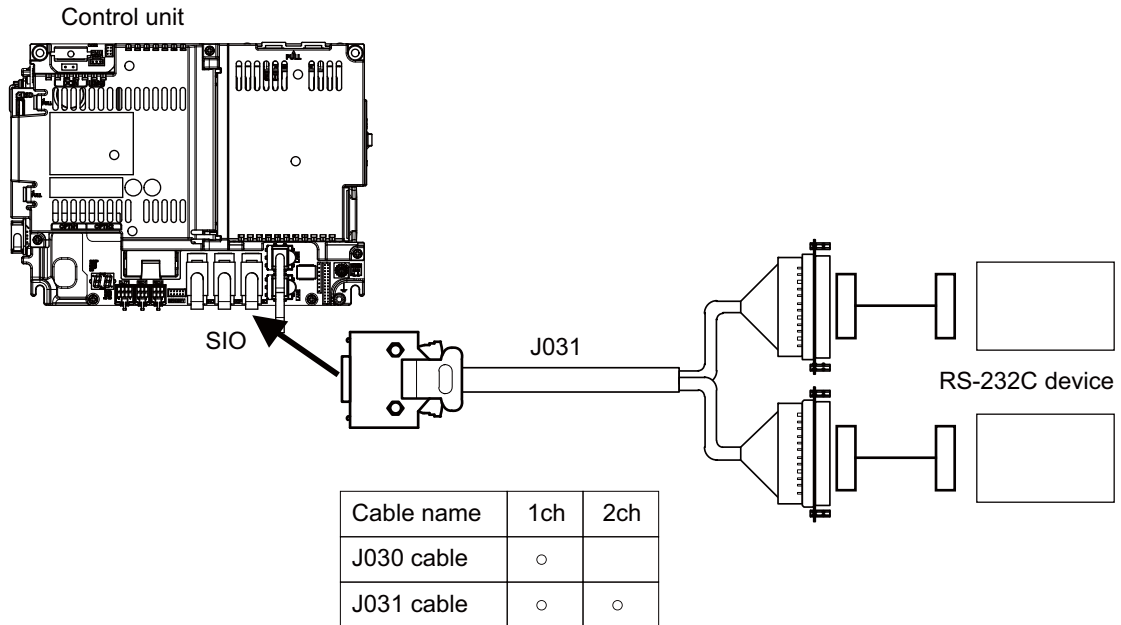 Control unit
SIO
J031
RS-232C device
Cable name 1ch 2ch
J030 cable ○
J031 cable ○ ○